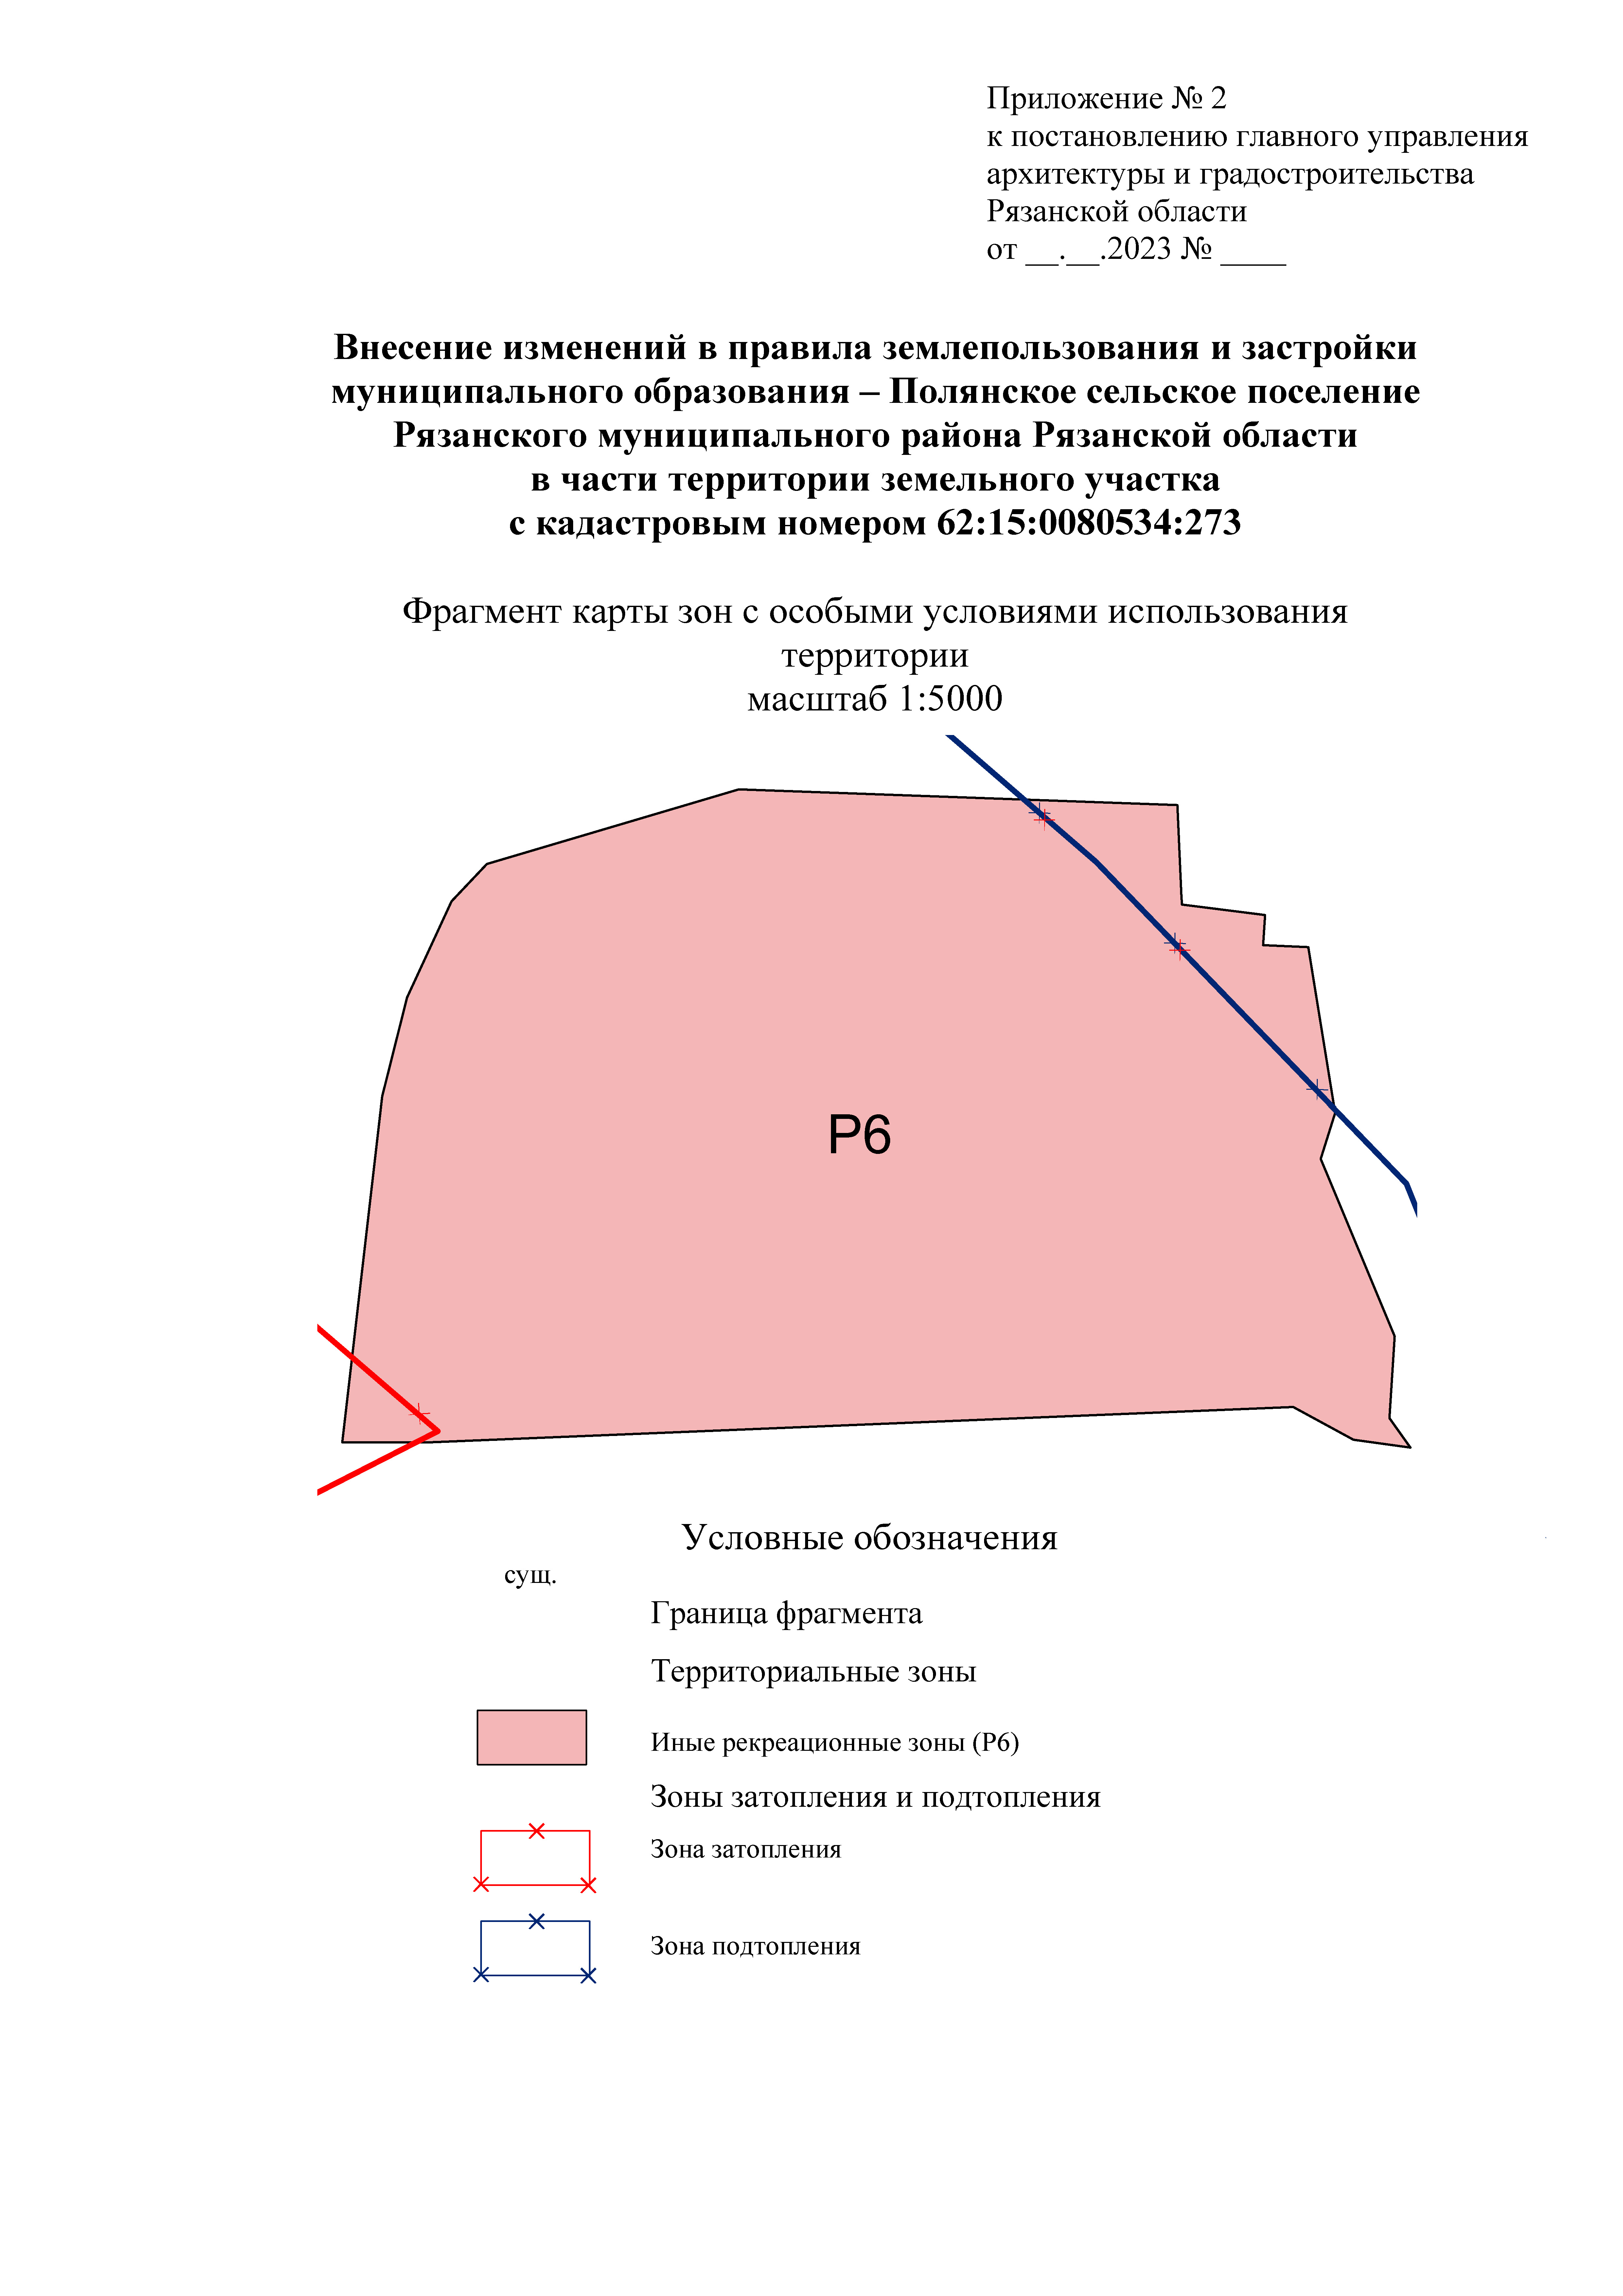 Приложение № 2
к постановлению главного управления
архитектуры и градостроительства
Рязанской области
от __.__.2023 № ____
Внесение изменений в правила землепользования и застройки
муниципального образования – Полянское сельское поселение
Рязанского муниципального района Рязанской области
в части территории земельного участка
с кадастровым номером 62:15:0080534:273
Фрагмент карты зон с особыми условиями использования
территории
масштаб 1:5000
Р6
Условные обозначения
сущ.
Граница фрагмента
Территориальные зоны
Иные рекреационные зоны (Р6)
Зоны затопления и подтопления
Зона затопления
Зона подтопления